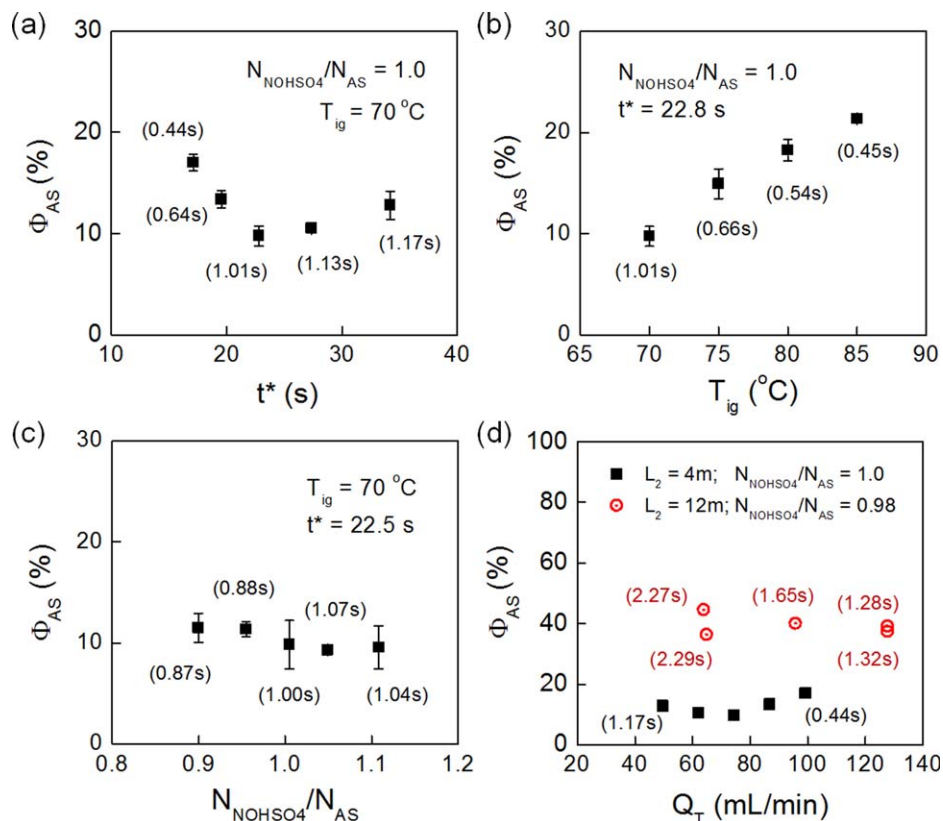 (a)
30
20
10
0
Φ_AS (%)
N_NOHSO4/N_AS = 1.0
T_ig = 70 °C
(0.44s)
(0.64s)
(1.01s)
(1.13s)
(1.17s)
10 20 30 40
t* (s)
(b)
30
20
10
0
Φ_AS (%)
N_NOHSO4/N_AS = 1.0
t* = 22.8 s
(0.45s)
(0.54s)
(0.66s)
(1.01s)
65 70 75 80 85 90
T_ig (°C)
(c)
30
20
10
0
Φ_AS (%)
T_ig = 70 °C
t* = 22.5 s
(0.88s)
(1.07s)
(0.87s)
(1.00s)
(1.04s)
0.8 0.9 1.0 1.1 1.2
N_NOHSO4/N_AS
(d)
100
80
60
40
20
0
Φ_AS (%)
L_2 = 4m; N_NOHSO4/N_AS = 1.0
L_2 = 12m; N_NOHSO4/N_AS = 0.98
(2.27s)
(1.65s)
(1.28s)
(2.29s)
(1.32s)
(1.17s)
(0.44s)
20 40 60 80 100 120 140
Q_T (mL/min)